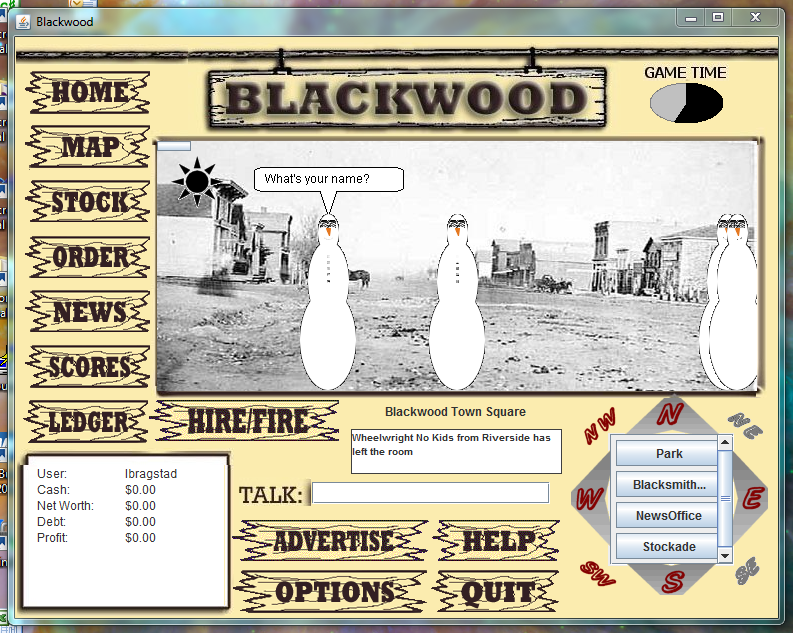 Blackwood
BLACKWOOD
GAME TIME
HOME
MAP
STOCK
ORDER
NEWS
SCORES
LEDGER
HIRE/FIRE
What's your name?
Blackwood Town Square
Wheelwright No Kids from Riverside has
left the room
TALK:
ADVERTISE
HELP
OPTIONS
QUIT
User: Ibragstad
Cash: $0.00
Net Worth: $0.00
Debt: $0.00
Profit: $0.00
NW
N
NE
W
E
SW
S
SE
Park
Blacksmith...
NewsOffice
Stockade